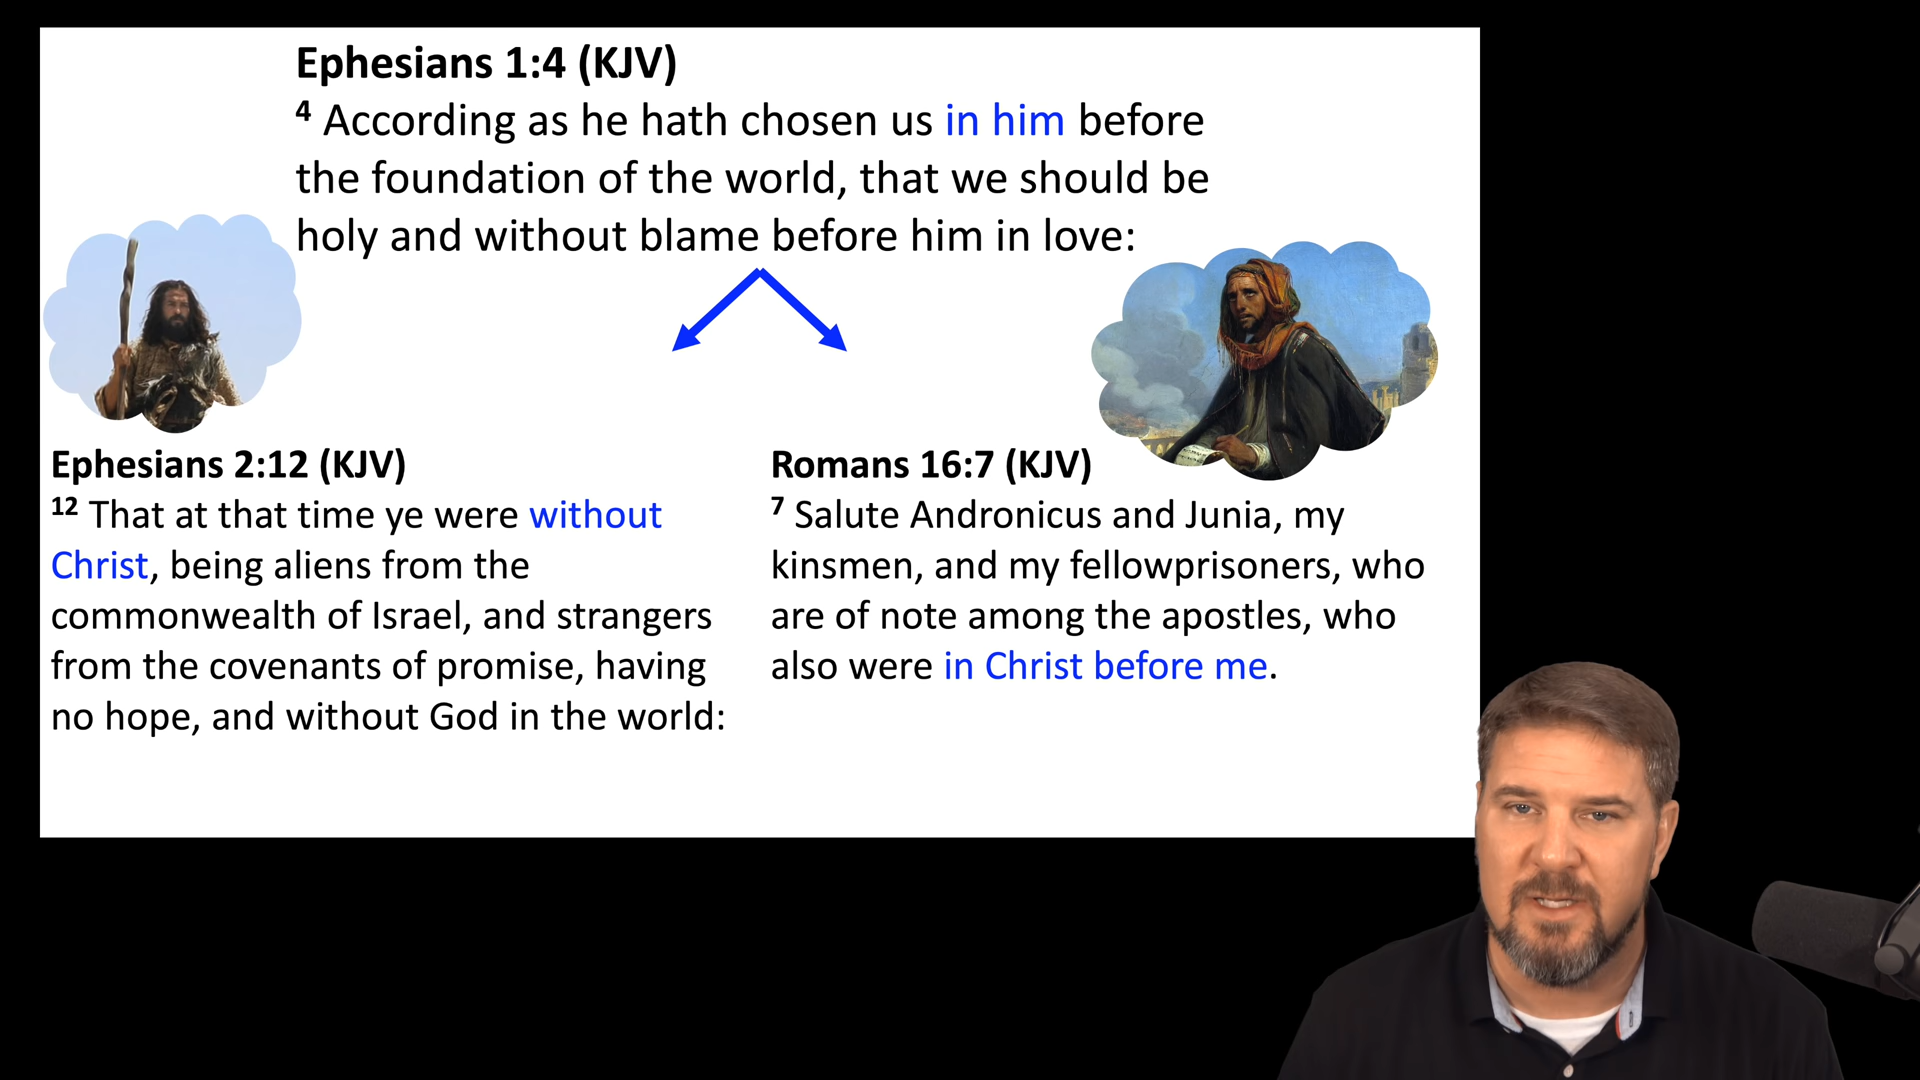 Ephesians 1:4 (KJV)
4 According as he hath chosen us in him before
the foundation of the world, that we should be
holy and without blame before him in love:
Ephesians 2:12 (KJV)
12 That at that time ye were without
Christ, being aliens from the
commonwealth of Israel, and strangers
from the covenants of promise, having
no hope, and without God in the world:
Romans 16:7 (KJV)
7 Salute Andronicus and Junia, my
kinsmen, and my fellowprisoners, who
are of note among the apostles, who
also were in Christ before me.